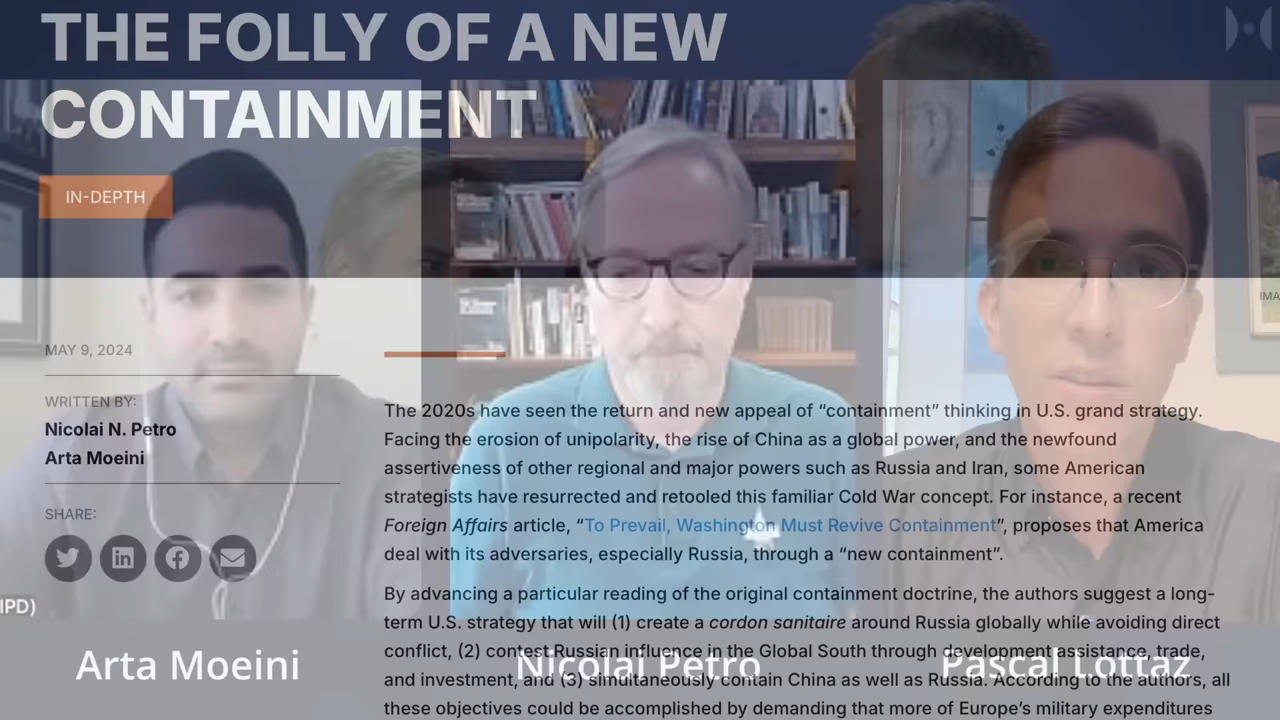 THE FOLLY OF A NEW
CONTAINMENT
IN-DEPTH
MAY 9, 2024
WRITTEN BY:
Nicolai N. Petro
Arta Moeini
SHARE:
The 2020s have seen the return and new appeal of “containment” thinking in U.S. grand strategy.
Facing the erosion of unipolarity, the rise of China as a global power, and the newfound
assertiveness of other regional and major powers such as Russia and Iran, some American
strategists have resurrected and retooled this familiar Cold War concept. For instance, a recent
Foreign Affairs article, “To Prevail, Washington Must Revive Containment”, proposes that America
deal with its adversaries, especially Russia, through a “new containment”.
By advancing a particular reading of the original containment doctrine, the authors suggest a long-
term U.S. strategy that will (1) create a cordon sanitaire around Russia globally while avoiding direct
conflict, (2) contest Russian influence in the Global South through development assistance, trade,
and investment, and (3) simultaneously contain China as well as Russia. According to the authors, all
these objectives could be accomplished by demanding that more of Europe’s military expenditures
IMA
IPD)
Arta Moeini
Nicolai Petro
Pascal Lottaz